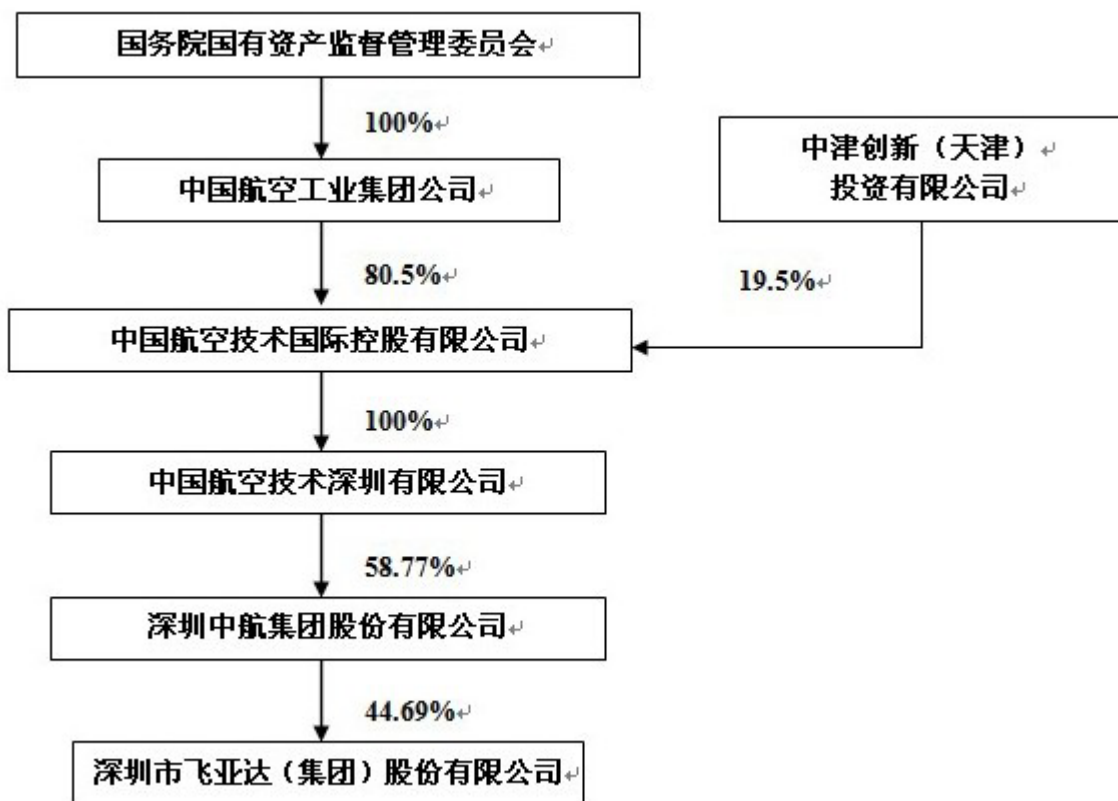 国务院国有资产监督管理委员会
100%
中国航空工业集团公司
中津创新（天津）
投资有限公司
80.5%
19.5%
中国航空技术国际控股有限公司
100%
中国航空技术深圳有限公司
58.77%
深圳中航集团股份有限公司
44.69%
深圳市飞亚达（集团）股份有限公司